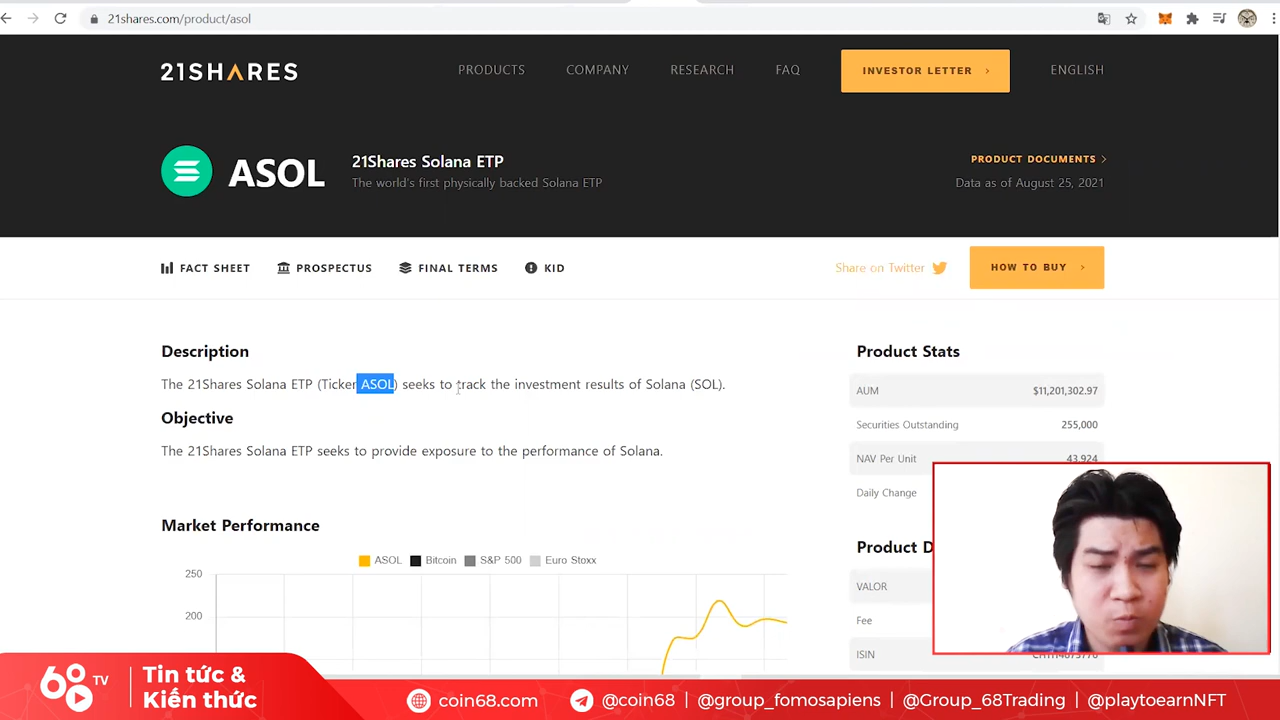 21shares.com/product/asol
21SHARES
PRODUCTS
COMPANY
RESEARCH
FAQ
INVESTOR LETTER
ENGLISH
ASOL
21Shares Solana ETP
The world's first physically backed Solana ETP
PRODUCT DOCUMENTS
Data as of August 25, 2021
FACT SHEET
PROSPECTUS
FINAL TERMS
KID
Share on Twitter
HOW TO BUY
Description
The 21Shares Solana ETP (Ticker ASOL) seeks to track the investment results of Solana (SOL).
Objective
The 21Shares Solana ETP seeks to provide exposure to the performance of Solana.
Market Performance
ASOL Bitcoin S&P 500 Euro Stoxx
250
200
Product Stats
AUM $11,201,302.97
Securities Outstanding 255,000
NAV Per Unit 43.924
Daily Change
Product D
VALOR
Fee
ISIN
68 TV
Tin tức &
Kiến thức
coin68.com
@coin68 | @group_fomosapiens | @Group_68Trading | @playtoearnNFT